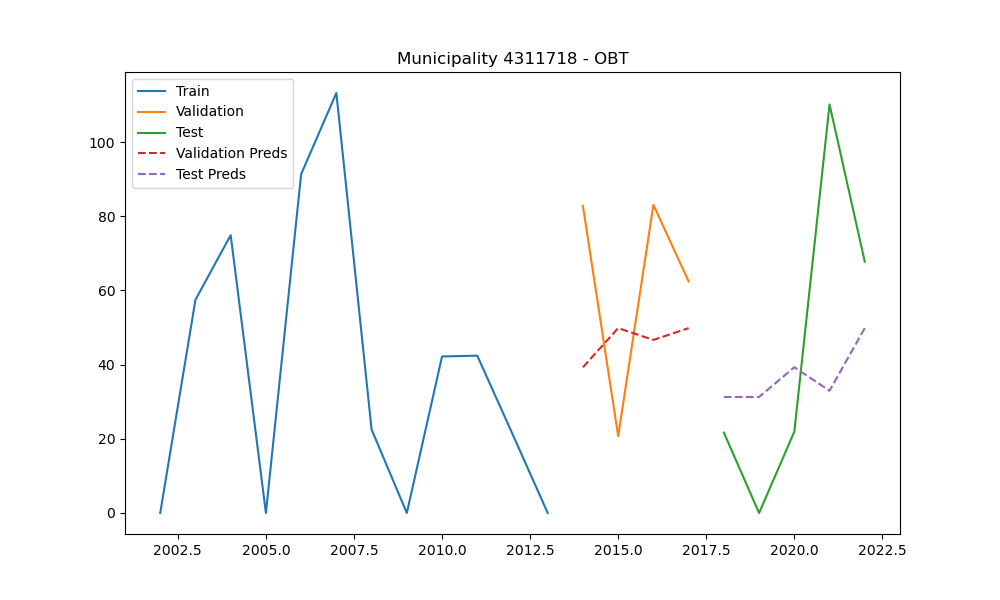 Municipality 4311718 - OBT
Train
Validation
Test
Validation Preds
Test Preds
100
80
60
40
20
0
2002.5 2005.0 2007.5 2010.0 2012.5 2015.0 2017.5 2020.0 2022.5